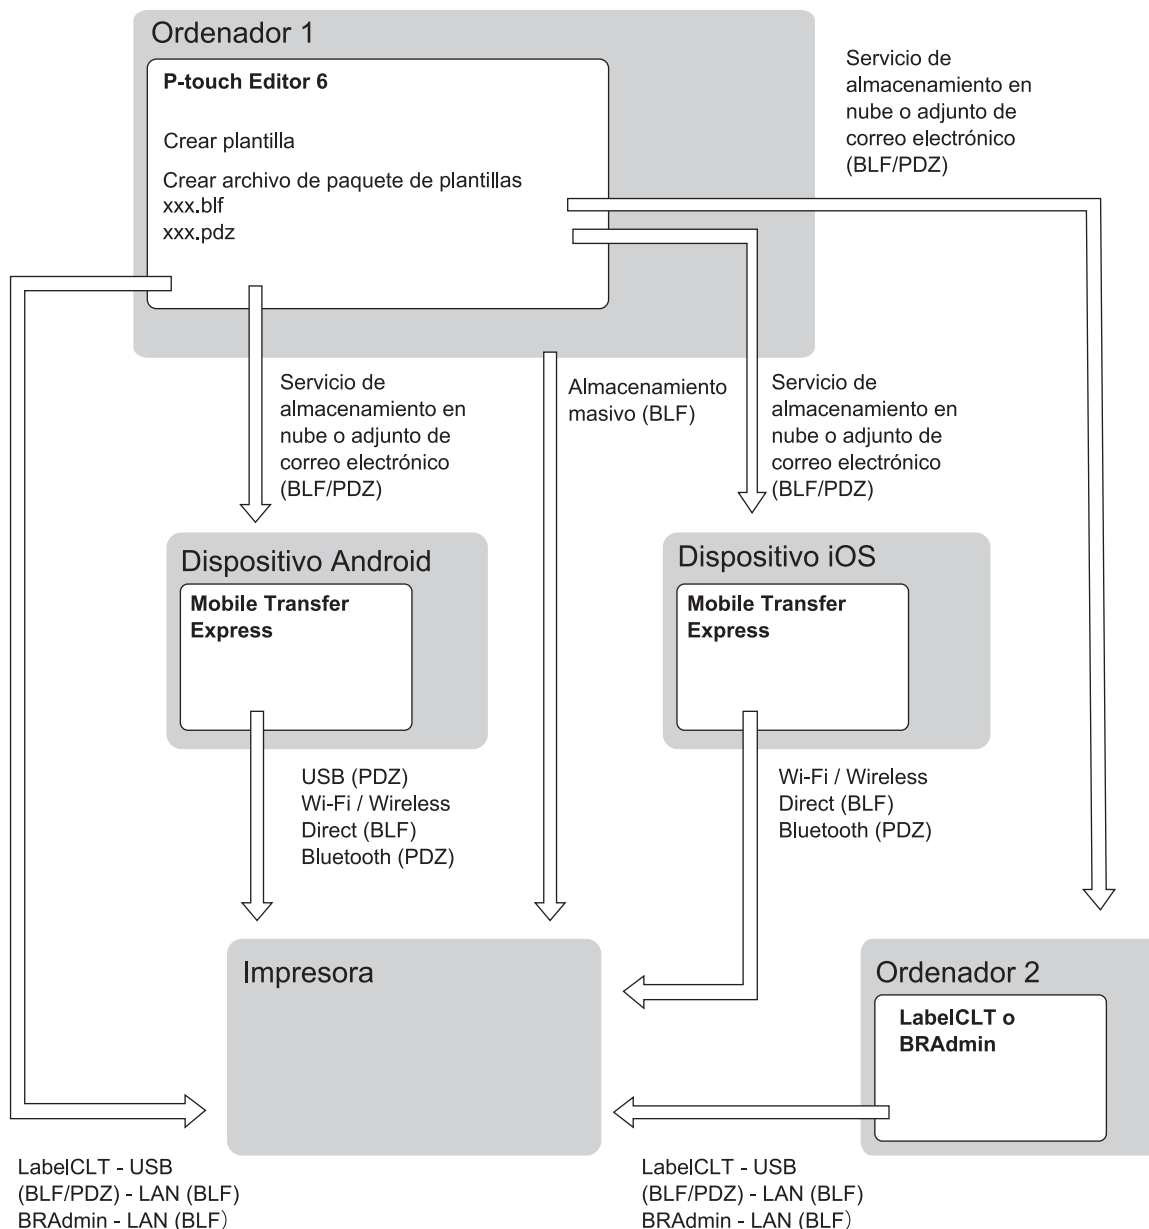 Ordenador 1
P-touch Editor 6
Crear plantilla
Crear archivo de paquete de plantillas
xxx.blf
xxx.pdz
Servicio de
almacenamiento en
nube o adjunto de
correo electrónico
(BLF/PDZ)
Servicio de
almacenamiento en
nube o adjunto de
correo electrónico
(BLF/PDZ)
Almacenamiento
masivo (BLF)
Servicio de
almacenamiento en
nube o adjunto de
correo electrónico
(BLF/PDZ)
Dispositivo Android
Mobile Transfer
Express
Dispositivo iOS
Mobile Transfer
Express
USB (PDZ)
Wi-Fi / Wireless
Direct (BLF)
Bluetooth (PDZ)
Wi-Fi / Wireless
Direct (BLF)
Bluetooth (PDZ)
Impresora
Ordenador 2
LabelCLT o
BRAdmin
LabelCLT - USB
(BLF/PDZ) - LAN (BLF)
BRAdmin - LAN (BLF)
LabelCLT - USB
(BLF/PDZ) - LAN (BLF)
BRAdmin - LAN (BLF)